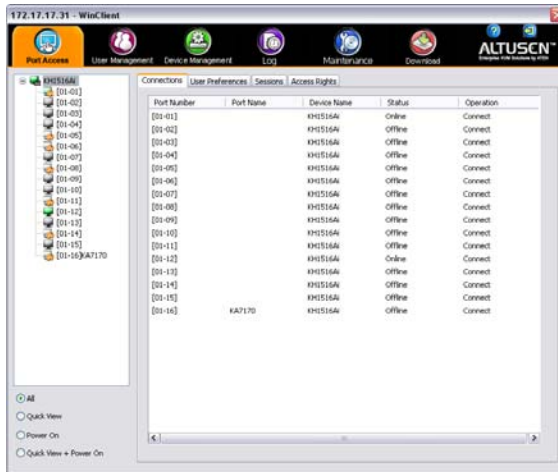 172.17.17.31 - WinClient
Port Access
User Management
Device Management
Log
Maintenance
Download
ALTUSEN™
Enterprise KVM Solutions by ATEN
KH1516Ai
[01-01]
[01-02]
[01-03]
[01-04]
[01-05]
[01-06]
[01-07]
[01-08]
[01-09]
[01-10]
[01-11]
[01-12]
[01-13]
[01-14]
[01-15]
[01-16]KA7170
All
Quick View
Power On
Quick View + Power On
Connections User Preferences Sessions Access Rights
Port Number Port Name Device Name Status Operation
[01-01] KH1516Ai Online Connect
[01-02] KH1516Ai Offline Connect
[01-03] KH1516Ai Offline Connect
[01-04] KH1516Ai Offline Connect
[01-05] KH1516Ai Offline Connect
[01-06] KH1516Ai Offline Connect
[01-07] KH1516Ai Offline Connect
[01-08] KH1516Ai Offline Connect
[01-09] KH1516Ai Offline Connect
[01-10] KH1516Ai Offline Connect
[01-11] KH1516Ai Offline Connect
[01-12] KH1516Ai Online Connect
[01-13] KH1516Ai Offline Connect
[01-14] KH1516Ai Offline Connect
[01-15] KH1516Ai Offline Connect
[01-16] KA7170 KH1516Ai Offline Connect